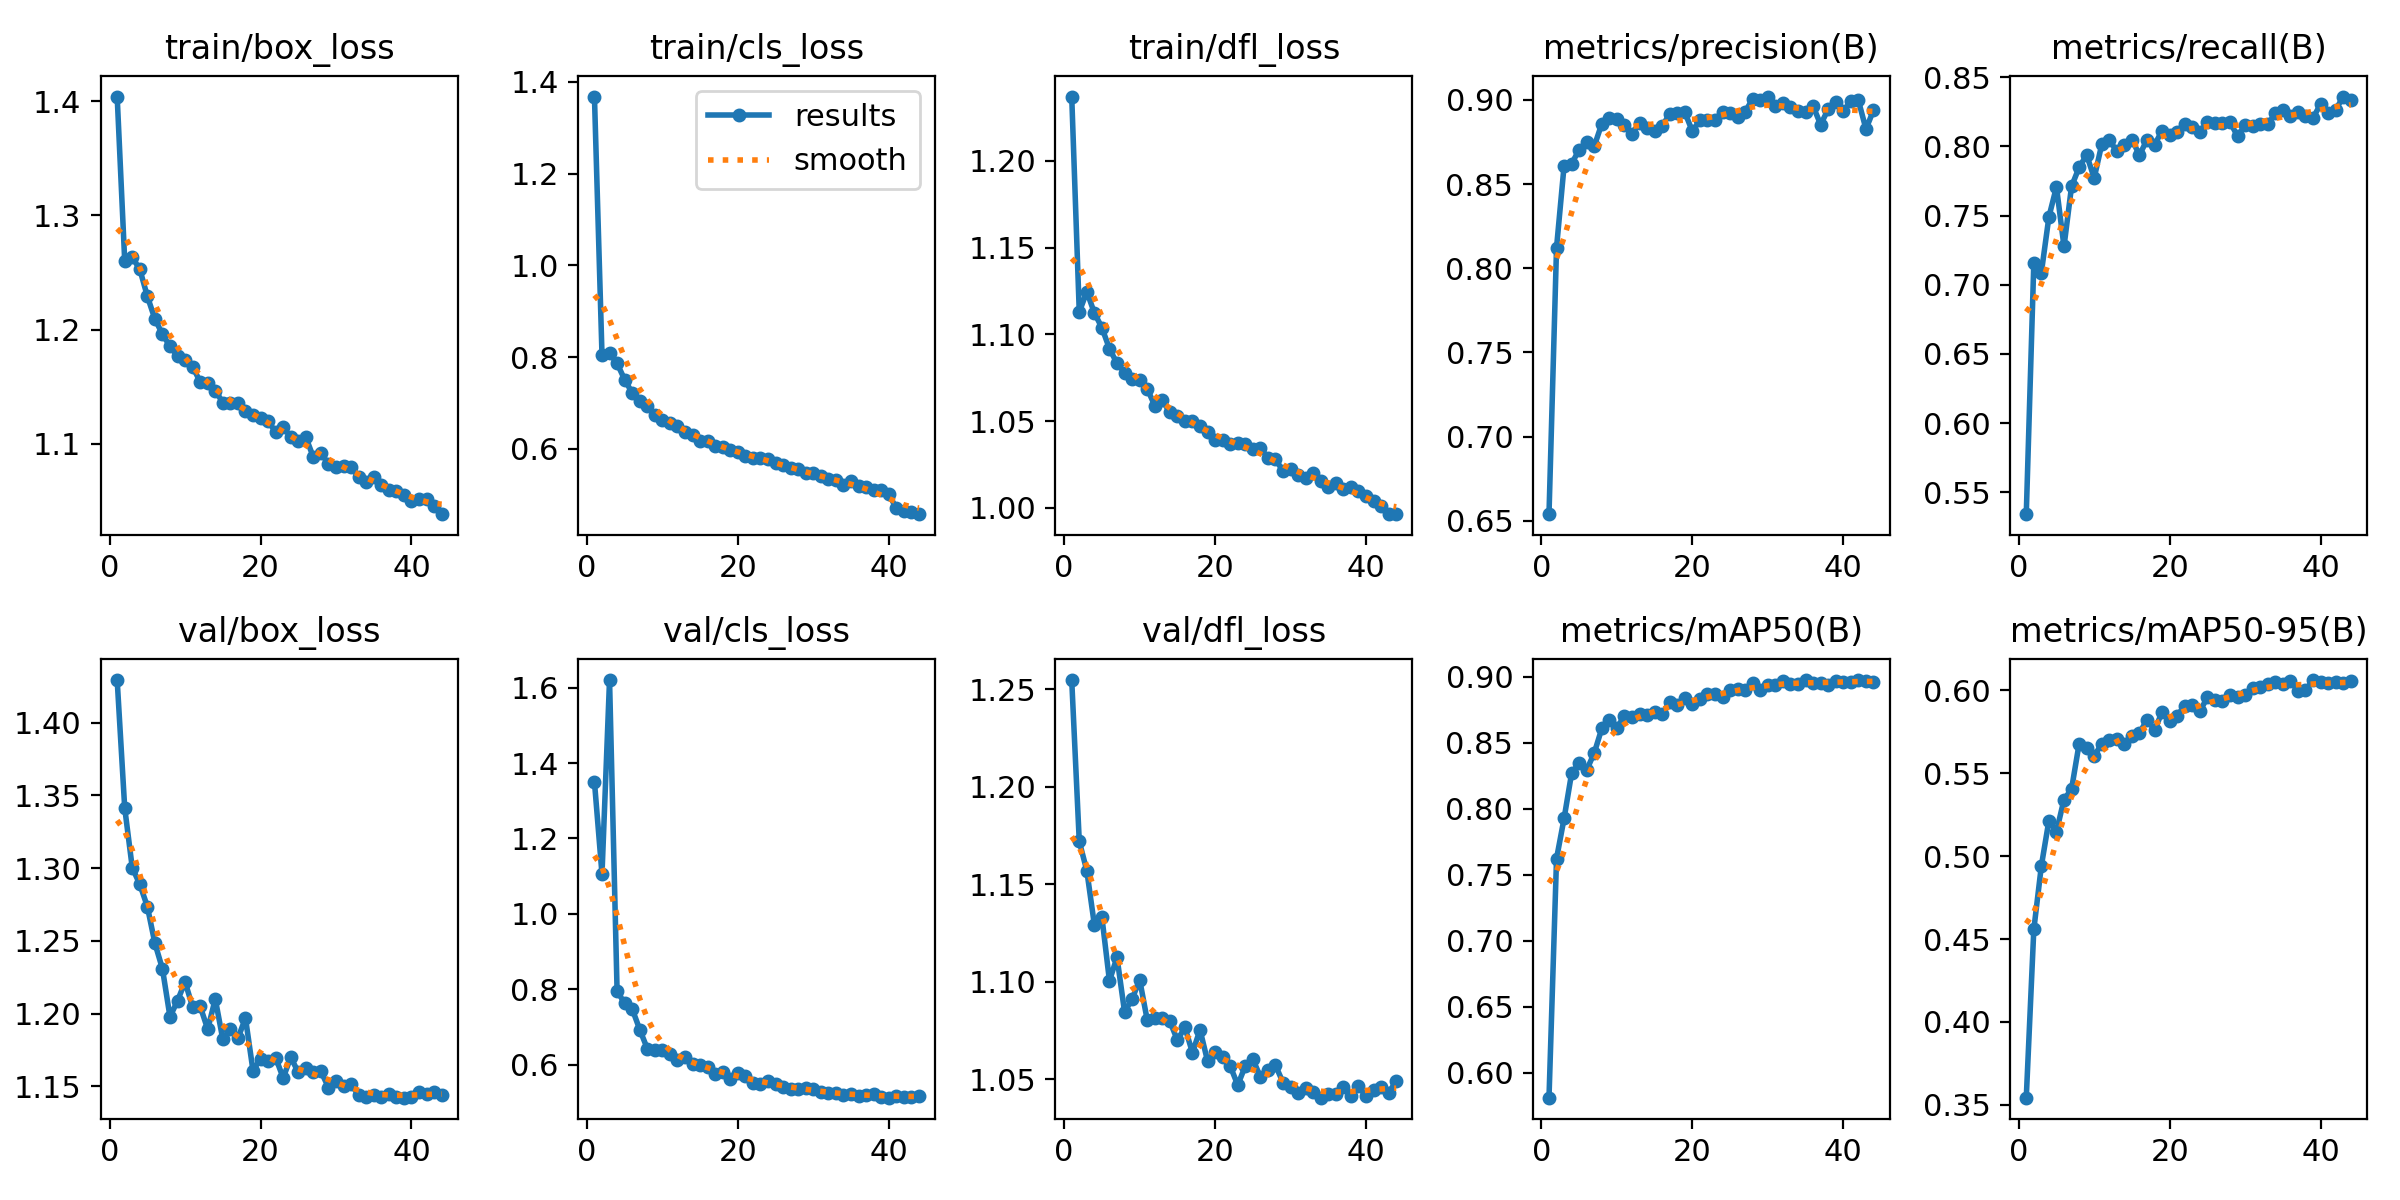 train/box_loss
1.4
1.3
1.2
1.1
0 20 40
train/cls_loss
1.4
1.2
1.0
0.8
0.6
results
smooth
0 20 40
train/dfl_loss
1.20
1.15
1.10
1.05
1.00
0 20 40
metrics/precision(B)
0.90
0.85
0.80
0.75
0.70
0.65
0 20 40
metrics/recall(B)
0.85
0.80
0.75
0.70
0.65
0.60
0.55
0 20 40
val/box_loss
1.40
1.35
1.30
1.25
1.20
1.15
0 20 40
val/cls_loss
1.6
1.4
1.2
1.0
0.8
0.6
0 20 40
val/dfl_loss
1.25
1.20
1.15
1.10
1.05
0 20 40
metrics/mAP50(B)
0.90
0.85
0.80
0.75
0.70
0.65
0.60
0 20 40
metrics/mAP50-95(B)
0.60
0.55
0.50
0.45
0.40
0.35
0 20 40